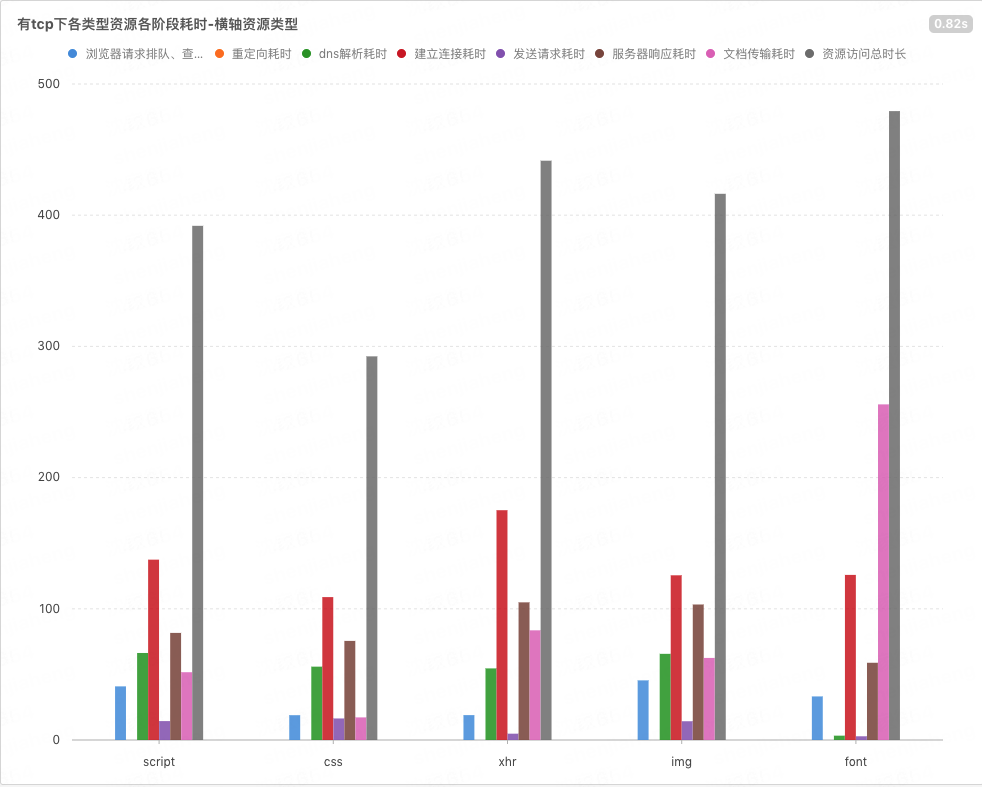 有tcp下各类型资源各阶段耗时-横轴资源类型
0.82s
浏览器请求排队、查... 重定向耗时 dns解析耗时 建立连接耗时 发送请求耗时 服务器响应耗时 文档传输耗时 资源访问总时长
500
400
300
200
100
0
script css xhr img font